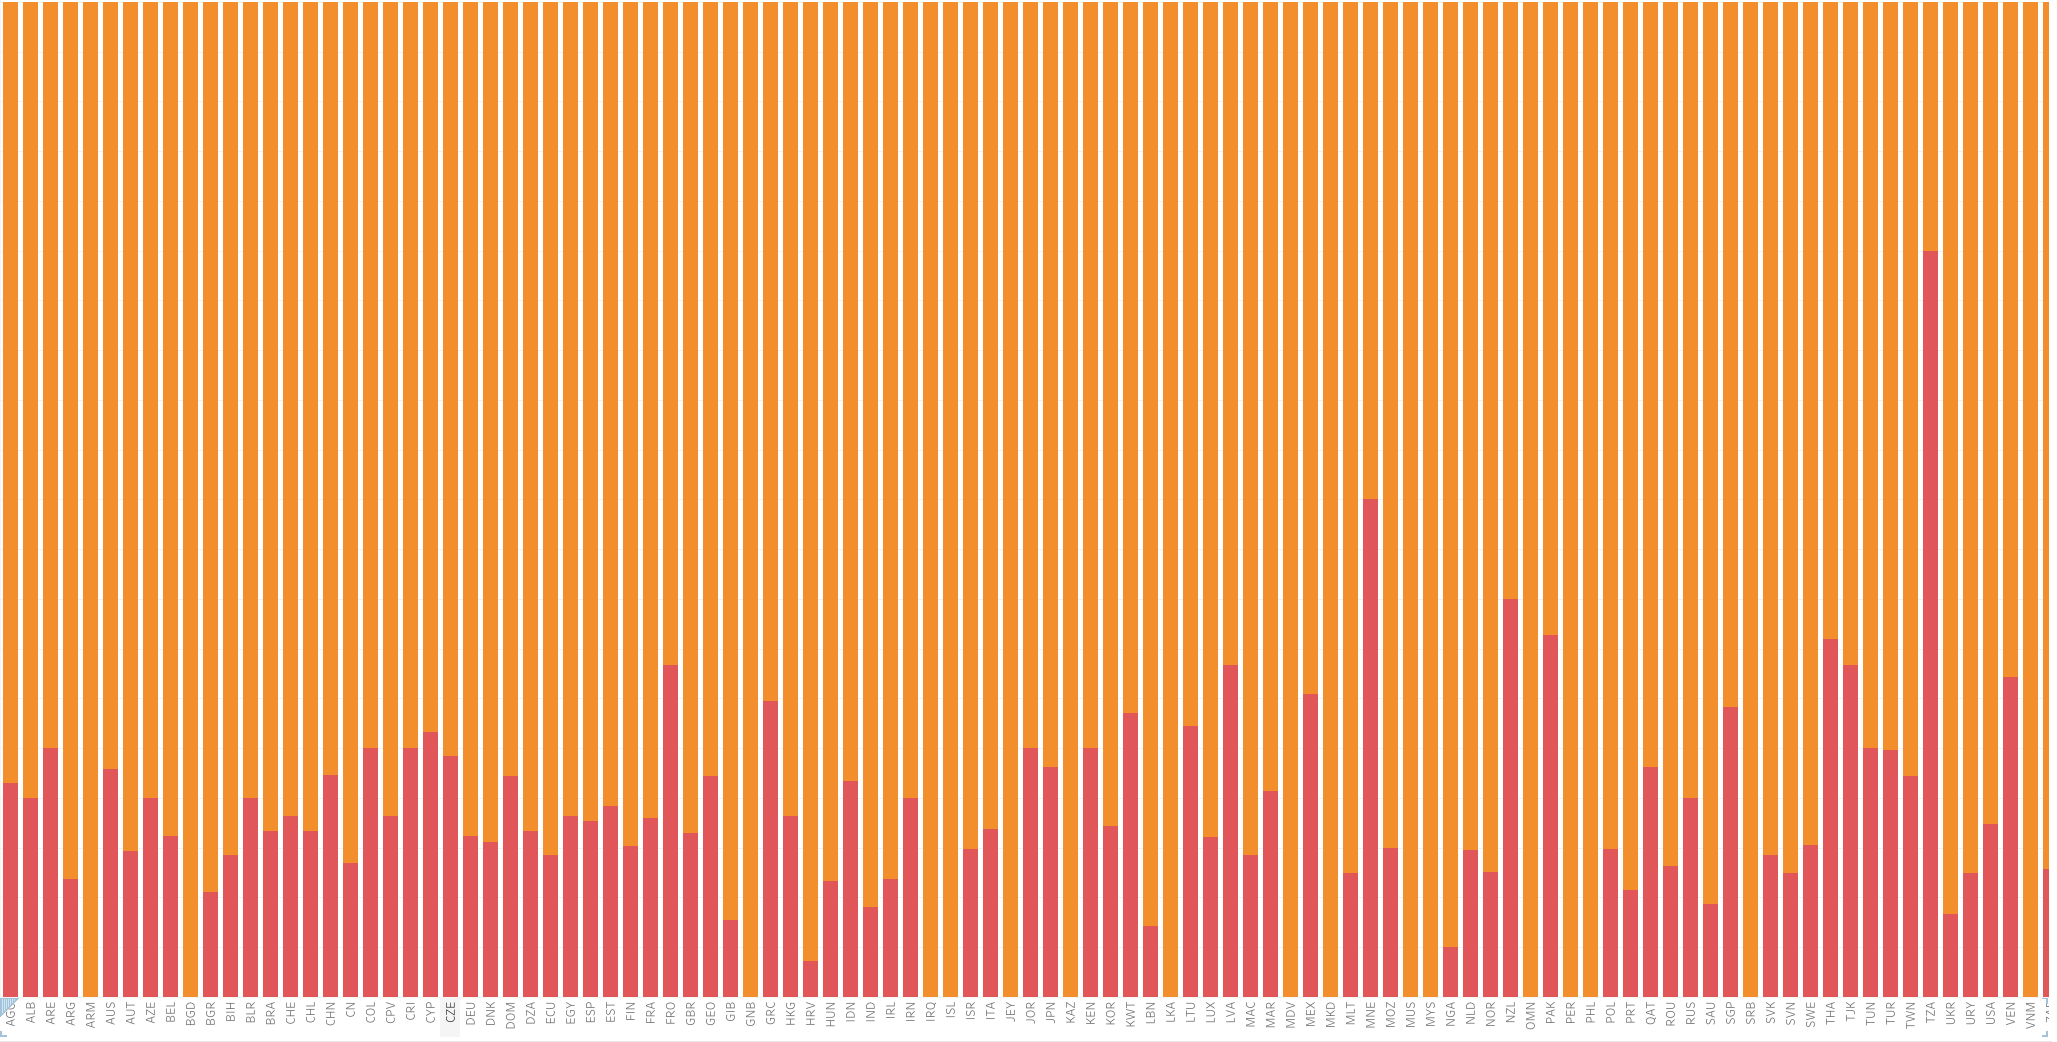 AGO
ALB
ARE
ARG
ARM
AUS
AUT
AZE
BEL
BGD
BGR
BIH
BLR
BRA
CHE
CHL
CHN
CN
COL
CPV
CRI
CYP
CZE
DEU
DNK
DOM
DZA
ECU
EGY
ESP
EST
FIN
FRA
FRO
GBR
GEO
GIB
GNB
GRC
HKG
HRV
HUN
IDN
IND
IRL
IRN
IRQ
ISL
ISR
ITA
JEY
JOR
JPN
KAZ
KEN
KOR
KWT
LBN
LKA
LTU
LUX
LVA
MAC
MAR
MDV
MEX
MKD
MLT
MNE
MOZ
MUS
MYS
NGA
NLD
NOR
NZL
OMN
PAK
PER
PHL
POL
PRT
QAT
ROU
RUS
SAU
SGP
SRB
SVK
SVN
SWE
THA
TJK
TUN
TUR
TWN
TZA
UKR
URY
USA
VEN
VNM